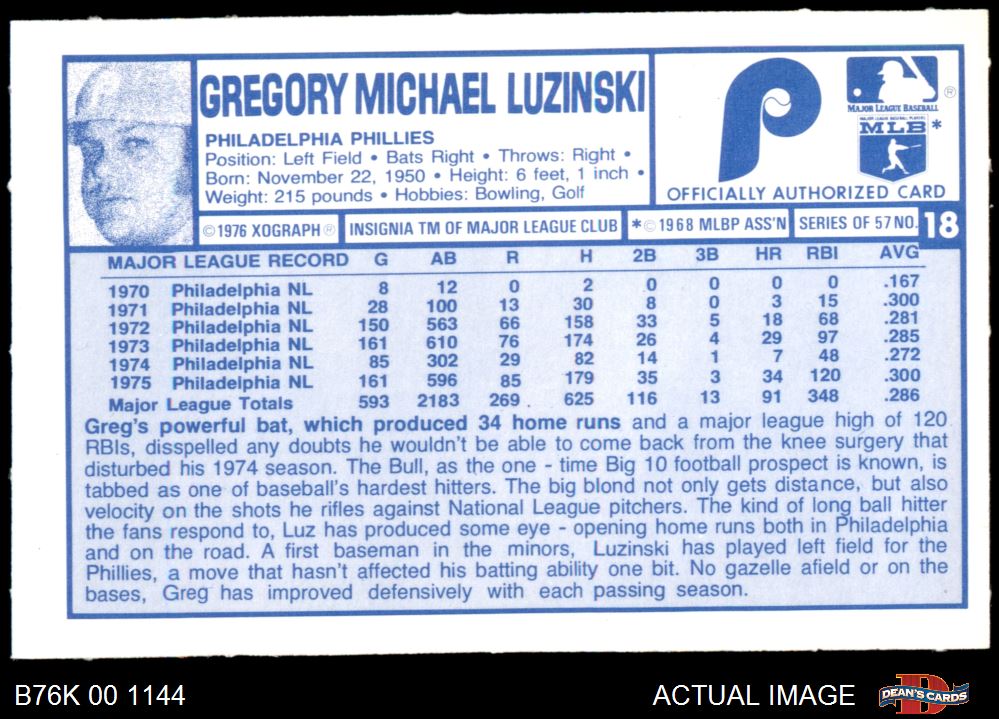 GREGORY MICHAEL LUZINSKI
PHILADELPHIA PHILLIES
Position: Left Field • Bats Right • Throws: Right •
Born: November 22, 1950 • Height: 6 feet, 1 inch •
Weight: 215 pounds • Hobbies: Bowling, Golf
P
MAJOR LEAGUE BASEBALL ®
MAJOR LEAGUE BASEBALL PLAYERS
MLB *
OFFICIALLY AUTHORIZED CARD
© 1976 XOGRAPH ® INSIGNIA TM OF MAJOR LEAGUE CLUB * © 1968 MLBP ASS'N SERIES OF 57 NO. 18
MAJOR LEAGUE RECORD G AB R H 2B 3B HR RBI AVG
1970 Philadelphia NL 8 12 0 2 0 0 0 0 .167
1971 Philadelphia NL 28 100 13 30 8 0 3 15 .300
1972 Philadelphia NL 150 563 66 158 33 5 18 68 .281
1973 Philadelphia NL 161 610 76 174 26 4 29 97 .285
1974 Philadelphia NL 85 302 29 82 14 1 7 48 .272
1975 Philadelphia NL 161 596 85 179 35 3 34 120 .300
Major League Totals 593 2183 269 625 116 13 91 348 .286
Greg's powerful bat, which produced 34 home runs and a major league high of 120
RBIs, disspelled any doubts he wouldn't be able to come back from the knee surgery that
disturbed his 1974 season. The Bull, as the one - time Big 10 football prospect is known, is
tabbed as one of baseball's hardest hitters. The big blond not only gets distance, but also
velocity on the shots he rifles against National League pitchers. The kind of long ball hitter
the fans respond to, Luz has produced some eye - opening home runs both in Philadelphia
and on the road. A first baseman in the minors, Luzinski has played left field for the
Phillies, a move that hasn't affected his batting ability one bit. No gazelle afield or on the
bases, Greg has improved defensively with each passing season.
B76K 00 1144
ACTUAL IMAGE
D
DEAN'S CARDS